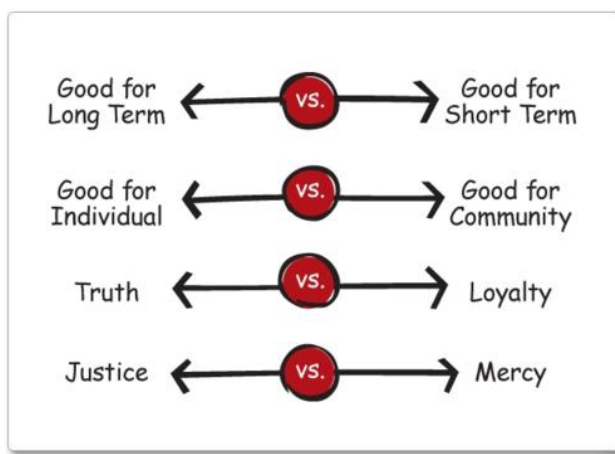 Good for
Long Term
vs.
Good for
Short Term
Good for
Individual
vs.
Good for
Community
Truth
vs.
Loyalty
Justice
vs.
Mercy